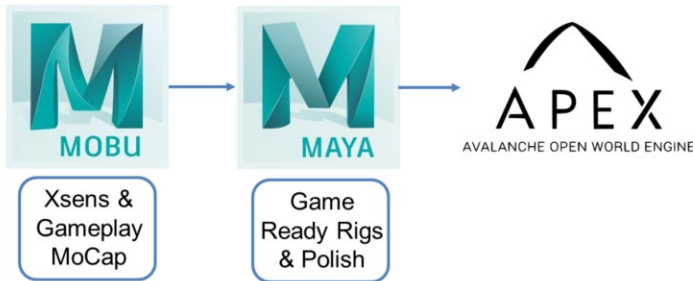 MOBU
MAYA
APEX
AVALANCHE OPEN WORLD ENGINE
Xsens &
Gameplay
MoCap
Game
Ready Rigs
& Polish